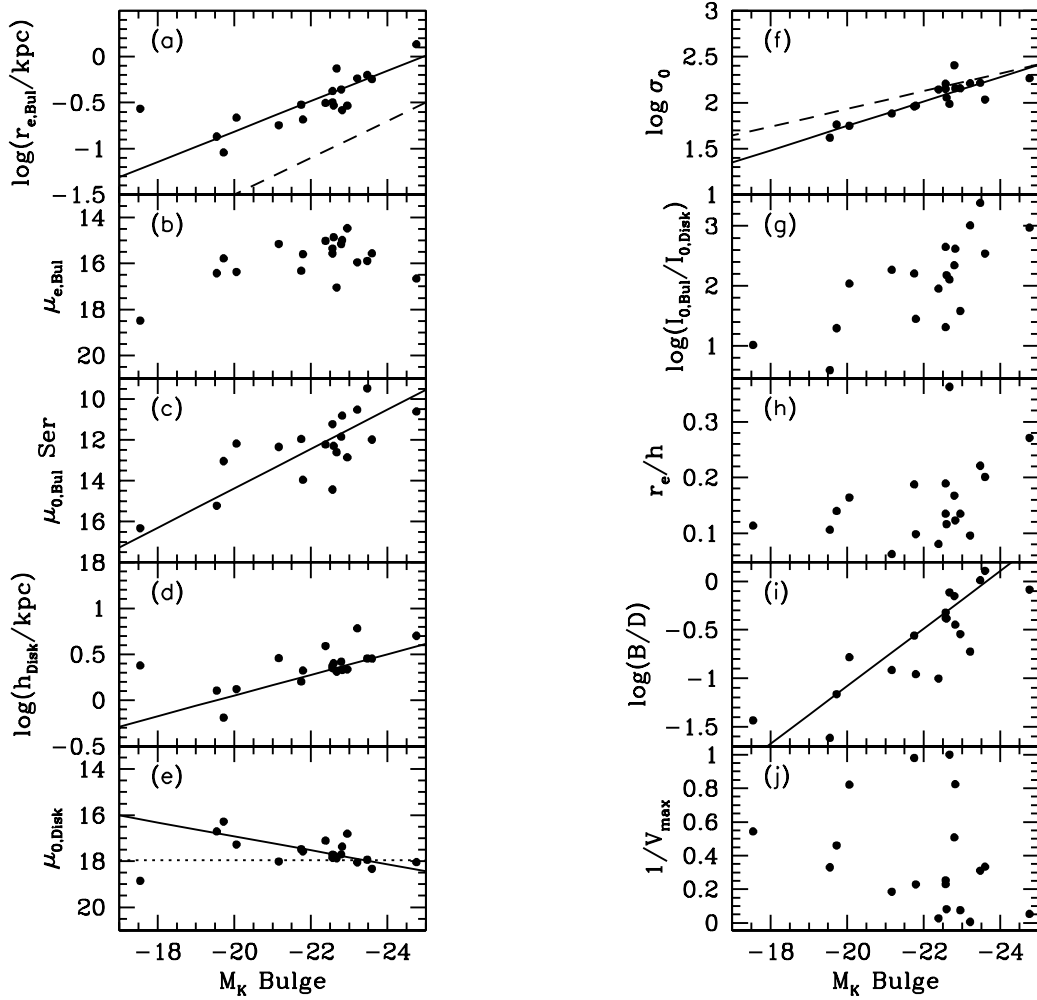 (a)
log(r_e,Bul/kpc)
0
−0.5
−1
−1.5
(b)
μ_e,Bul
14
16
18
20
(c)
μ_0,Bul Ser
10
12
14
16
18
(d)
log(h_Disk/kpc)
1
0.5
0
−0.5
(e)
μ_0,Disk
14
16
18
20
−18 −20 −22 −24
M_K Bulge
(f)
log σ_0
3
2.5
2
1.5
1
(g)
log(I_0,Bul/I_0,Disk)
3
2
1
(h)
r_e/h
0.3
0.2
0.1
(i)
log(B/D)
0
−0.5
−1
−1.5
(j)
1/V_max
1
0.8
0.6
0.4
0.2
0
−18 −20 −22 −24
M_K Bulge